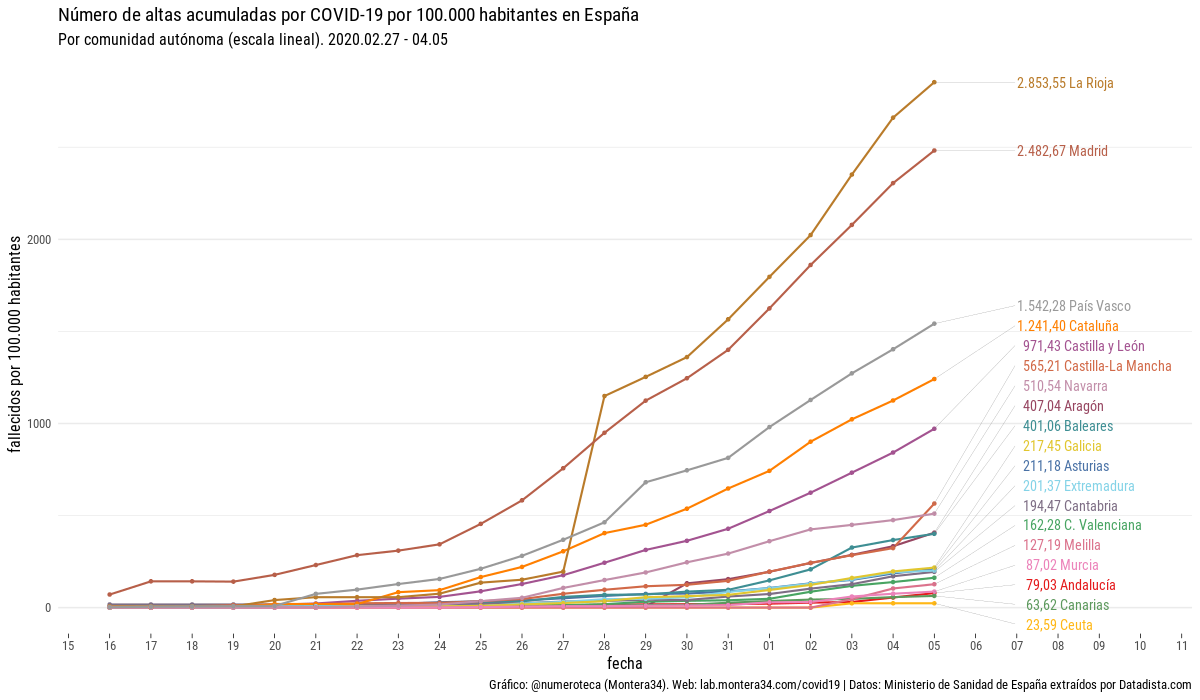 Número de altas acumuladas por COVID-19 por 100.000 habitantes en España
Por comunidad autónoma (escala lineal). 2020.02.27 - 04.05
fallecidos por 100.000 habitantes
2000
1000
0
2.853,55 La Rioja
2.482,67 Madrid
1.542,28 País Vasco
1.241,40 Cataluña
971,43 Castilla y León
565,21 Castilla-La Mancha
510,54 Navarra
407,04 Aragón
401,06 Baleares
217,45 Galicia
211,18 Asturias
201,37 Extremadura
194,47 Cantabria
162,28 C. Valenciana
127,19 Melilla
87,02 Murcia
79,03 Andalucía
63,62 Canarias
23,59 Ceuta
15 16 17 18 19 20 21 22 23 24 25 26 27 28 29 30 31 01 02 03 04 05 06 07 08 09 10 11
fecha
Gráfico: @numeroteca (Montera34). Web: lab.montera34.com/covid19 | Datos: Ministerio de Sanidad de España extraídos por Datadista.com